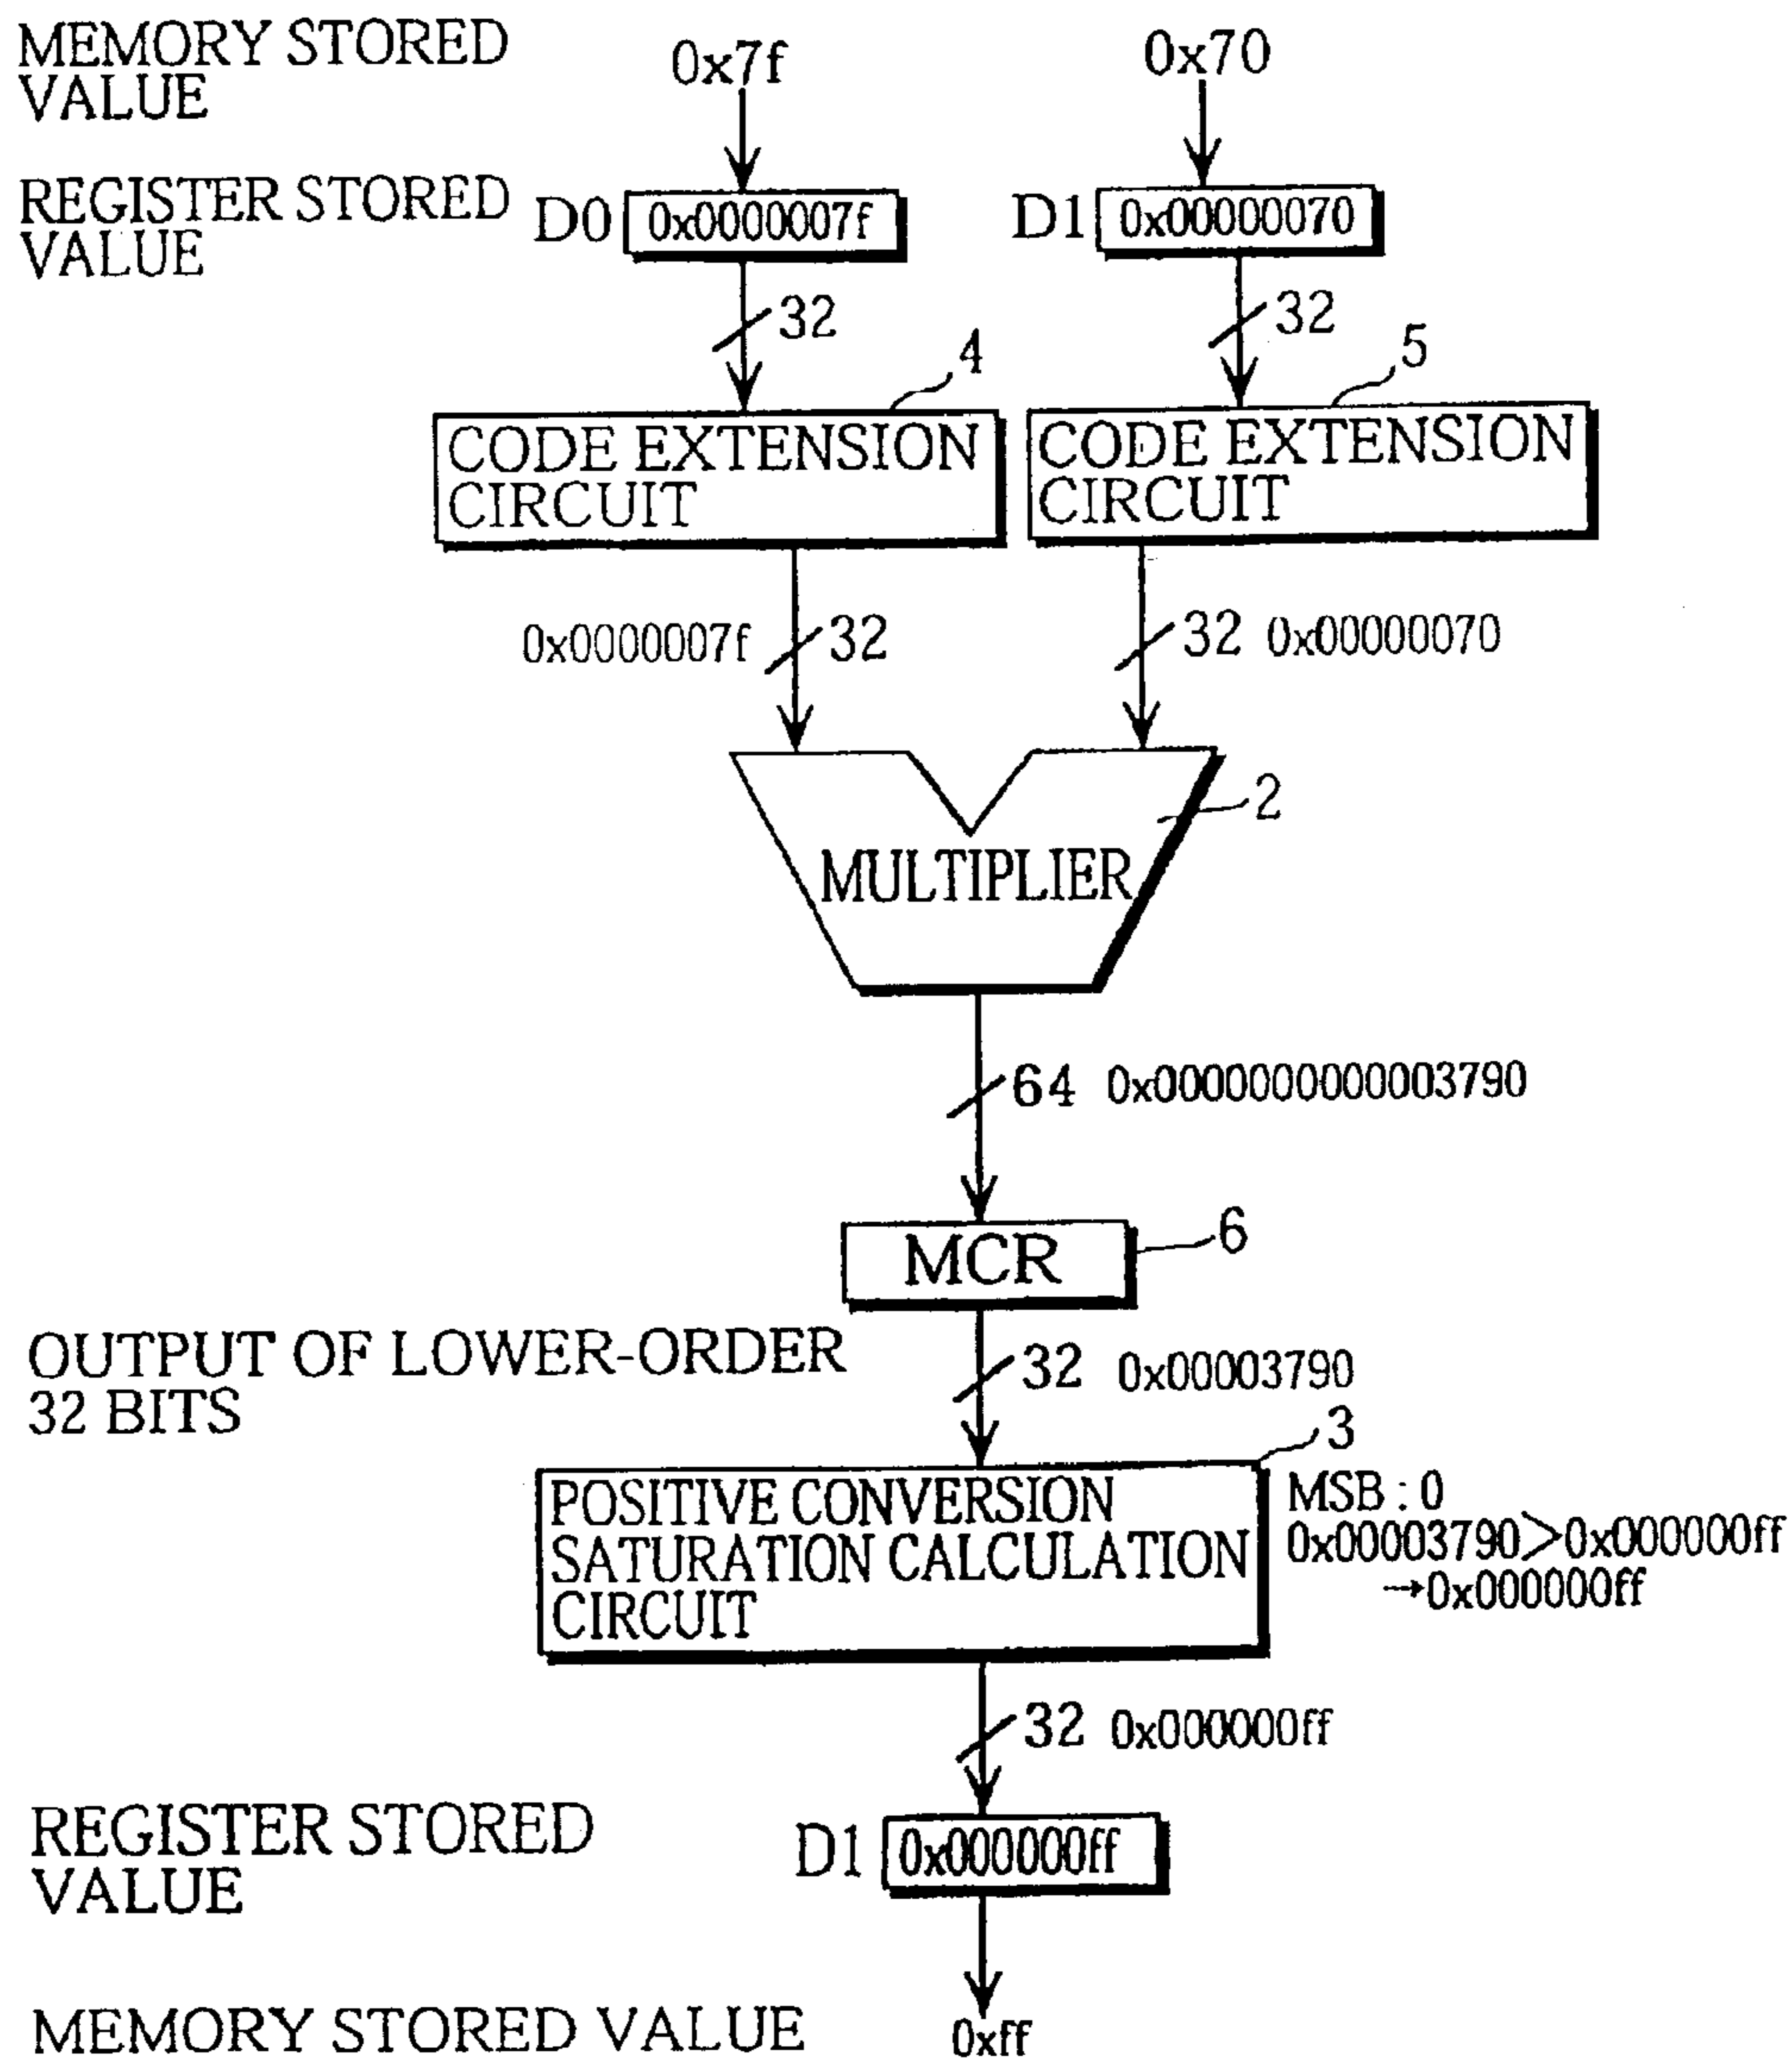 MEMORY STORED
VALUE
0x7f
0x70
REGISTER STORED
VALUE
D0
0x0000007f
D1
0x00000070
32
32
4
5
CODE EXTENSION
CIRCUIT
CODE EXTENSION
CIRCUIT
0x0000007f
32
32
0x00000070
2
MULTIPLIER
64
0x0000000000003790
MCR
6
OUTPUT OF LOWER-ORDER
32 BITS
32
0x00003790
3
POSITIVE CONVERSION
SATURATION CALCULATION
CIRCUIT
MSB : 0
0x00003790>0x000000ff
→0x000000ff
32
0x000000ff
REGISTER STORED
VALUE
D1
0x000000ff
MEMORY STORED VALUE
0xff